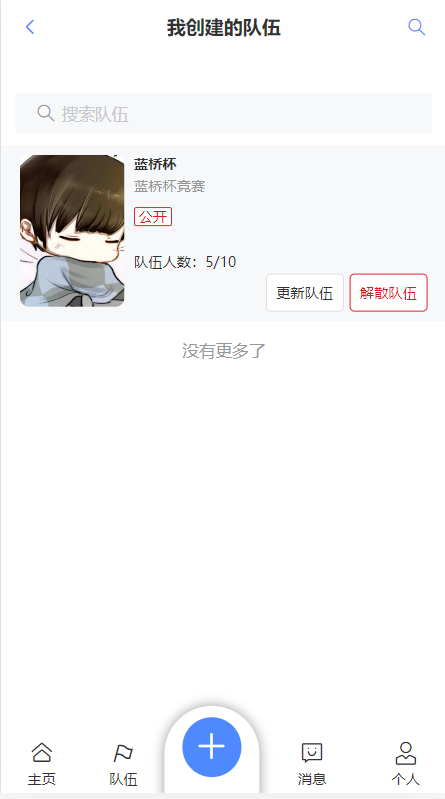 我创建的队伍
搜索队伍
蓝桥杯
蓝桥杯竞赛
公开
队伍人数：5/10
更新队伍 解散队伍
没有更多了
主页 队伍 消息 个人